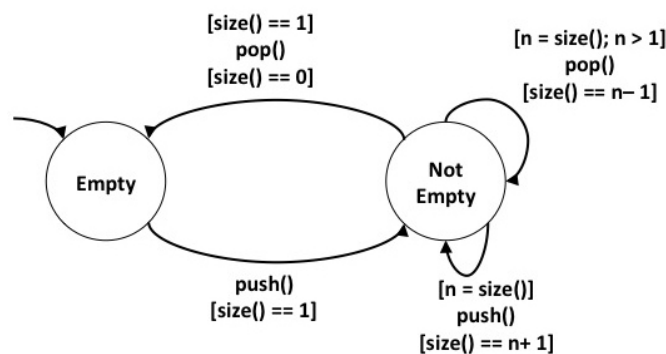 [size() == 1]
pop()
[size() == 0]
[n = size(); n > 1]
pop()
[size() == n– 1]
Empty
Not
Empty
push()
[size() == 1]
[n = size()]
push()
[size() == n+ 1]